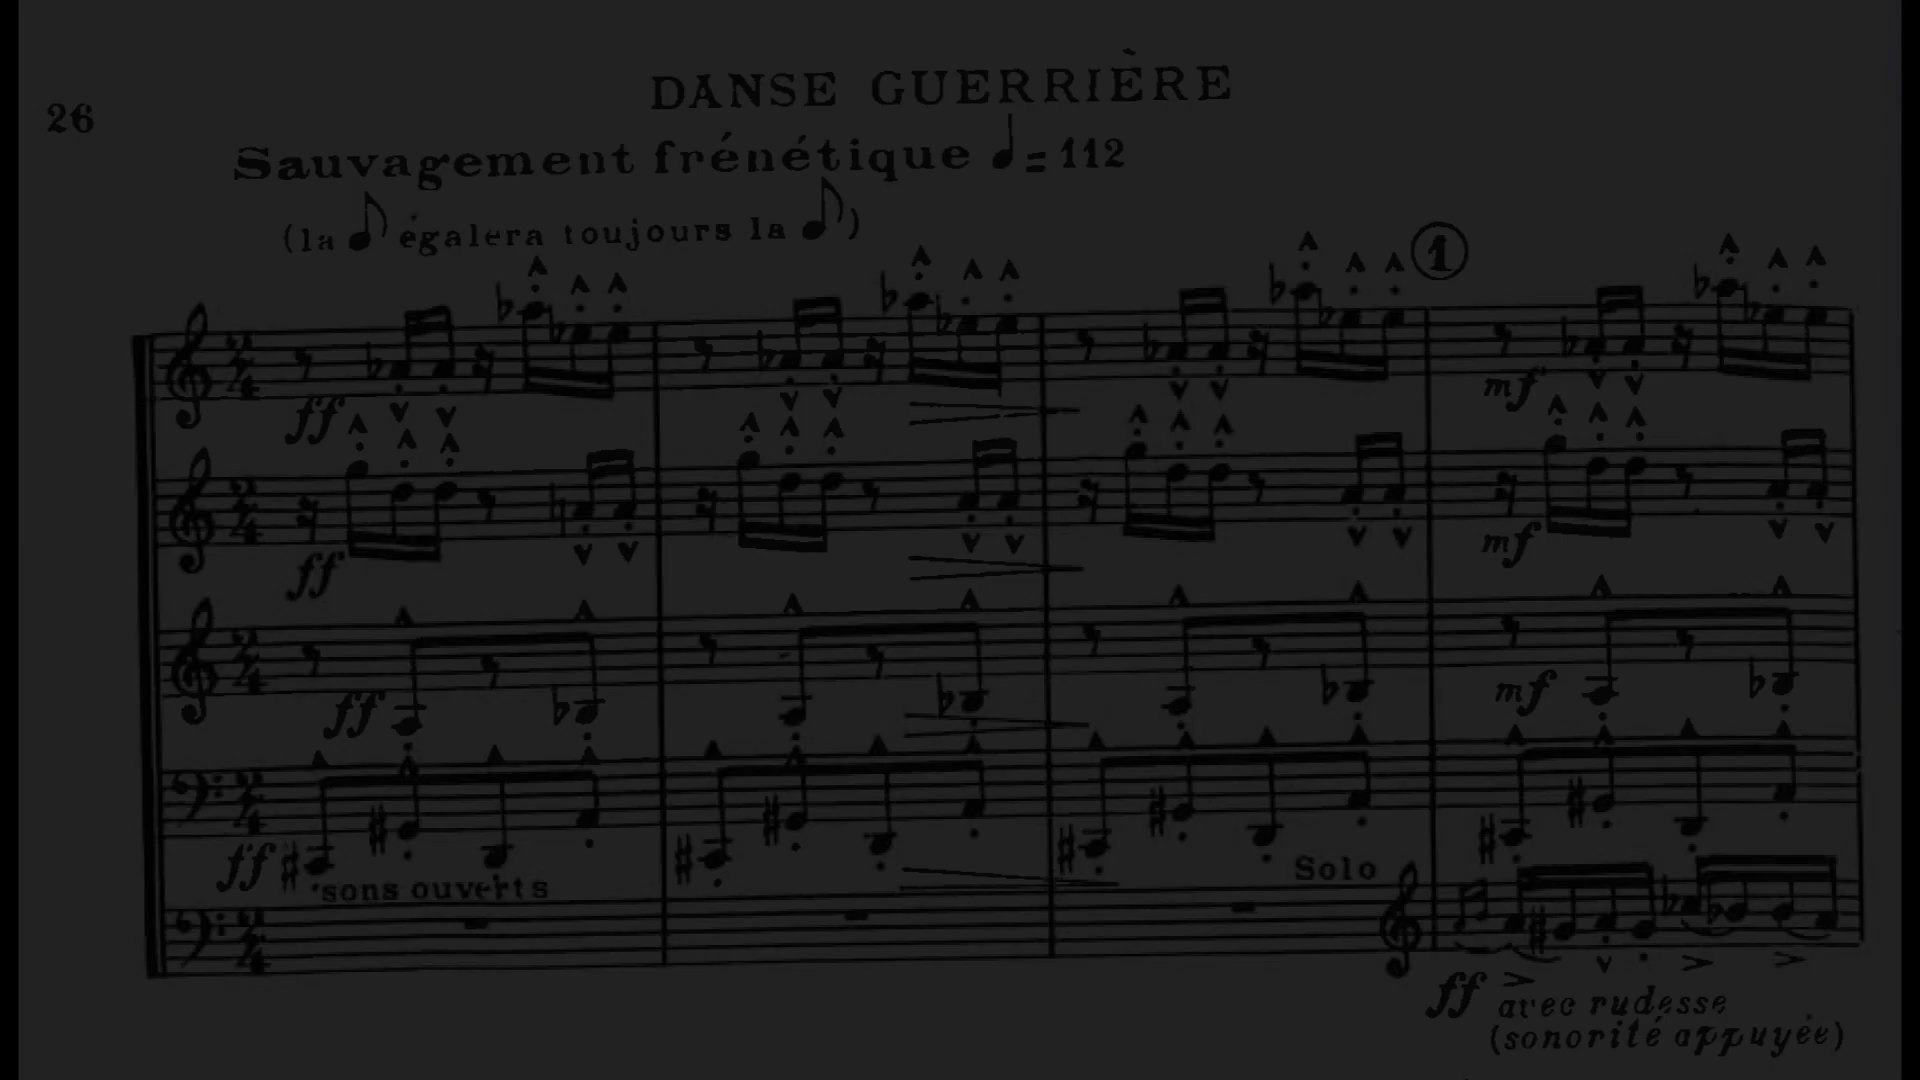 DANSE GUERRIÈRE
26
Sauvagement frénétique ♩ = 112
(la ♪ égalera toujours la ♪)
1
ff
mf
ff
mf
ff
mf
ff
sons ouverts
Solo
ff avec rudesse
(sonorité appuyée)